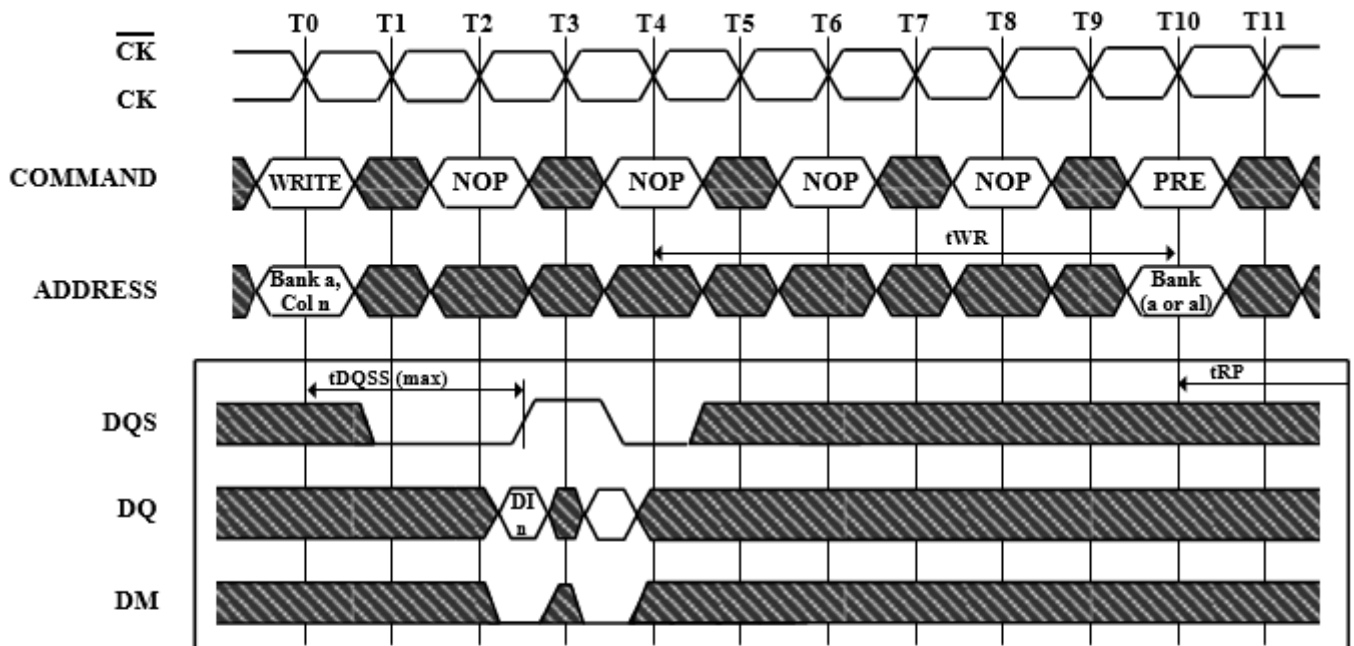 T0 T1 T2 T3 T4 T5 T6 T7 T8 T9 T10 T11
CK
CK
COMMAND WRITE NOP NOP NOP NOP PRE
tWR
ADDRESS Bank a, Col n Bank (a or al)
tDQSS (max) tRP
DQS
DQ DI n
DM